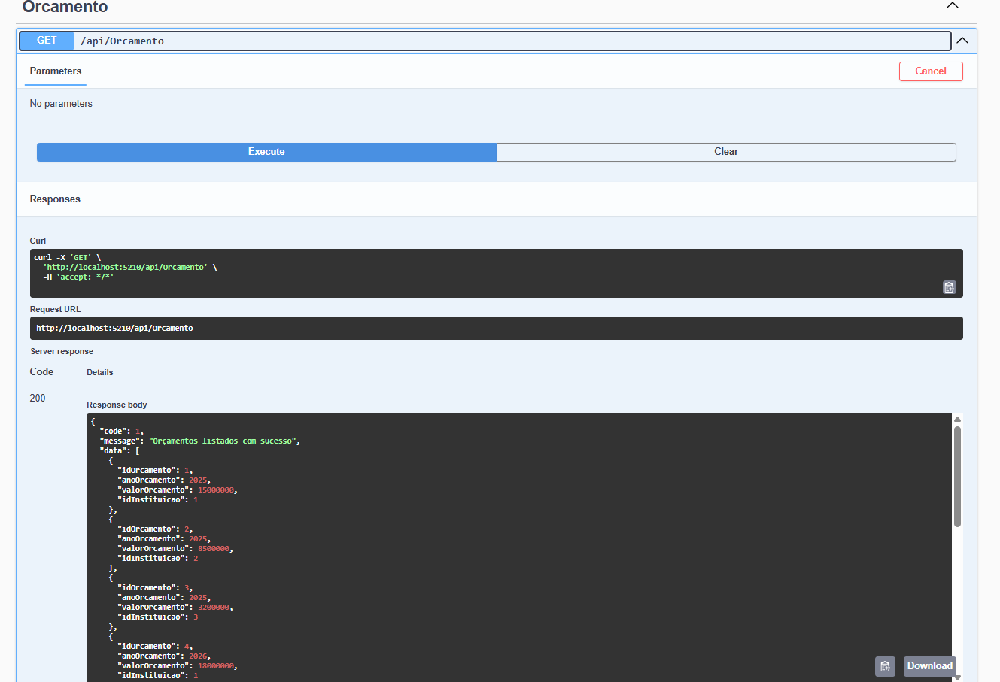 Orcamento
GET /api/Orcamento
Parameters
Cancel
No parameters
Execute
Clear
Responses
Curl
curl -X 'GET' \
  'http://localhost:5210/api/Orcamento' \
  -H 'accept: */*'
Request URL
http://localhost:5210/api/Orcamento
Server response
Code Details
200
Response body
{
  "code": 1,
  "message": "Orçamentos listados com sucesso",
  "data": [
    {
      "idOrcamento": 1,
      "anoOrcamento": 2025,
      "valorOrcamento": 15000000,
      "idInstituicao": 1
    },
    {
      "idOrcamento": 2,
      "anoOrcamento": 2025,
      "valorOrcamento": 8500000,
      "idInstituicao": 2
    },
    {
      "idOrcamento": 3,
      "anoOrcamento": 2025,
      "valorOrcamento": 3200000,
      "idInstituicao": 3
    },
    {
      "idOrcamento": 4,
      "anoOrcamento": 2026,
      "valorOrcamento": 18000000,
      "idInstituicao": 1
Download